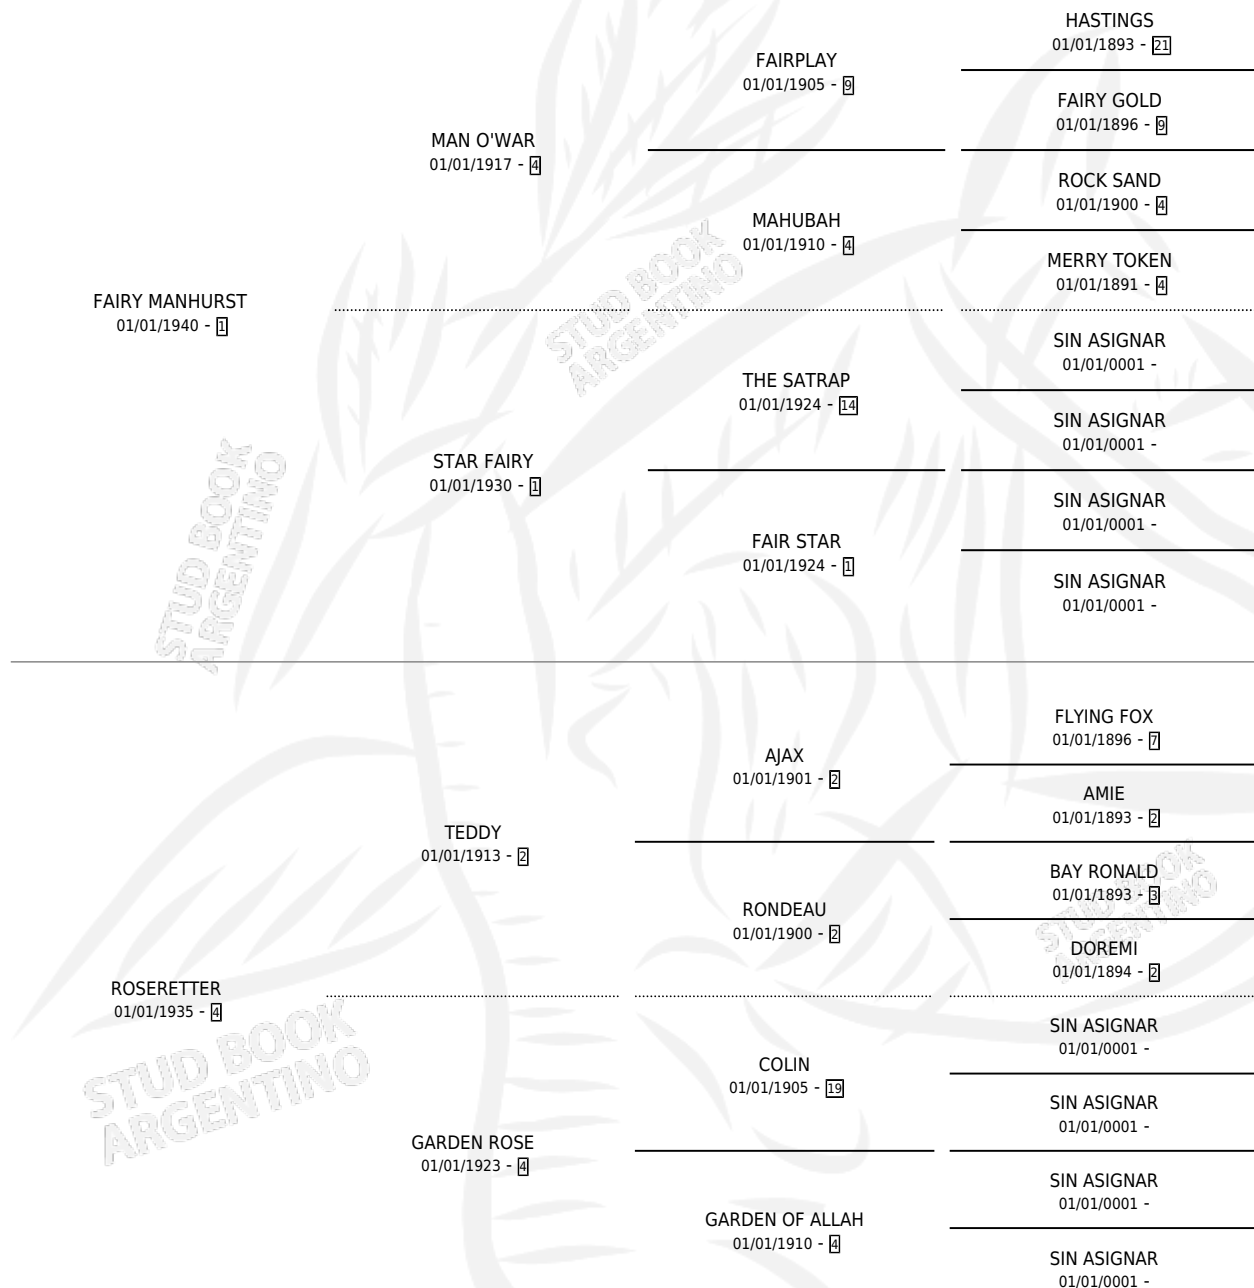 HASTINGS
01/01/1893 - 21
FAIRPLAY
01/01/1905 - 9
FAIRY GOLD
01/01/1896 - 9
MAN O'WAR
01/01/1917 - 4
ROCK SAND
01/01/1900 - 4
MAHUBAH
01/01/1910 - 4
MERRY TOKEN
01/01/1891 - 4
FAIRY MANHURST
01/01/1940 - 1
SIN ASIGNAR
01/01/0001 -
THE SATRAP
01/01/1924 - 14
SIN ASIGNAR
01/01/0001 -
STAR FAIRY
01/01/1930 - 1
SIN ASIGNAR
01/01/0001 -
FAIR STAR
01/01/1924 - 1
SIN ASIGNAR
01/01/0001 -
STUD BOOK
ARGENTINO
STUD BOOK
ARGENTINO
FLYING FOX
01/01/1896 - 7
AJAX
01/01/1901 - 2
AMIE
01/01/1893 - 2
TEDDY
01/01/1913 - 2
BAY RONALD
01/01/1893 - 3
RONDEAU
01/01/1900 - 2
DOREMI
01/01/1894 - 2
ROSERETTER
01/01/1935 - 4
SIN ASIGNAR
01/01/0001 -
COLIN
01/01/1905 - 19
SIN ASIGNAR
01/01/0001 -
GARDEN ROSE
01/01/1923 - 4
SIN ASIGNAR
01/01/0001 -
GARDEN OF ALLAH
01/01/1910 - 4
SIN ASIGNAR
01/01/0001 -
STUD BOOK
ARGENTINO
STUD BOOK
ARGENTINO